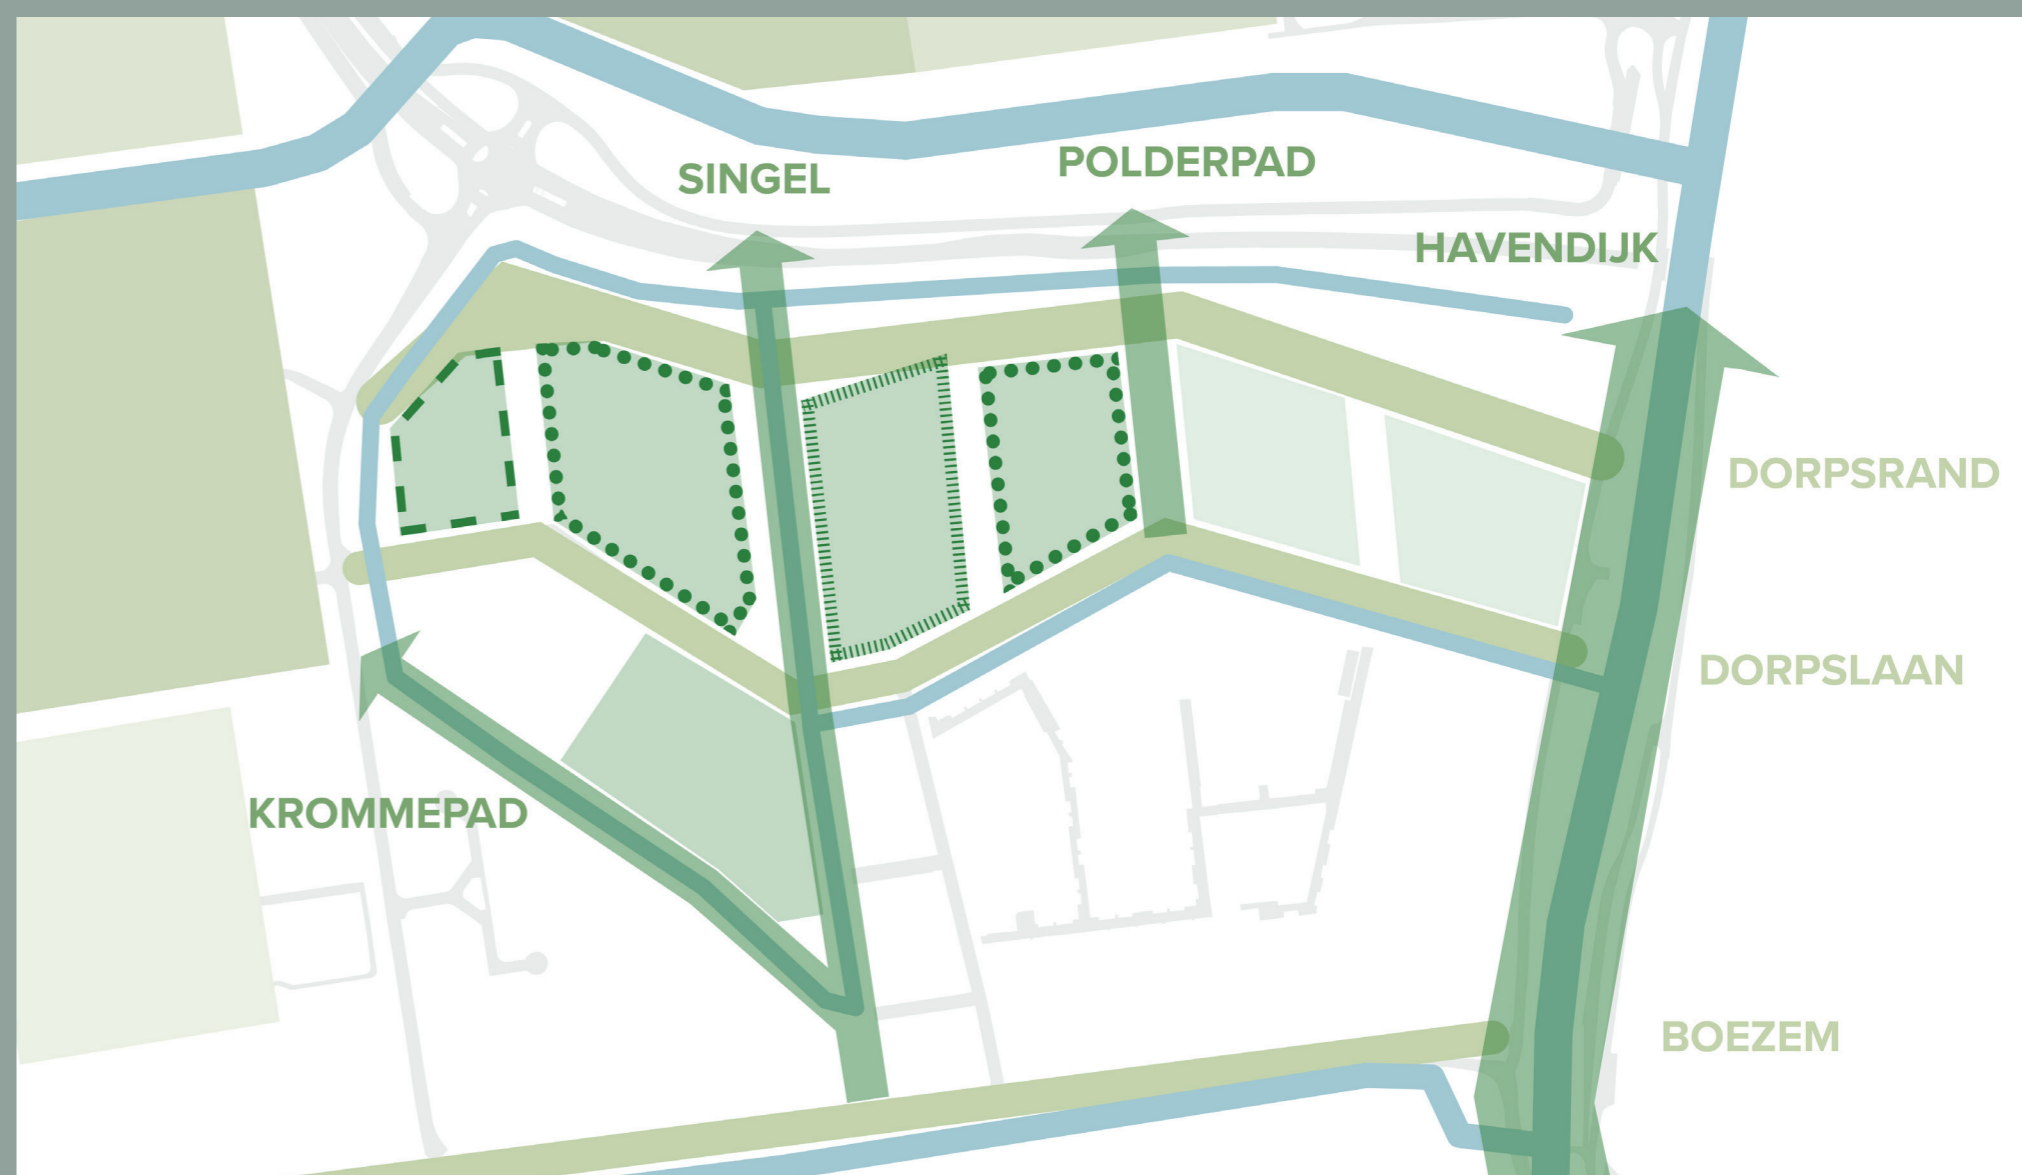 POLDERPAD
SINGEL
HAVENDIJK
DORPSRAND
DORPSLAAN
KROMMEPAD
BOEZEM